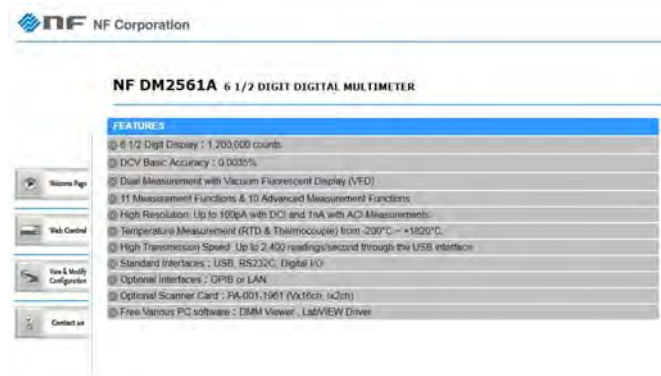 NF NF Corporation
NF DM2561A 6 1/2 DIGIT DIGITAL MULTIMETER
FEATURES
6 1/2 Digit Display : 1,200,000 counts
DCV Basic Accuracy : 0.0035%
Dual Measurement with Vacuum Fluorescent Display (VFD)
11 Measurement Functions & 10 Advanced Measurement Functions
High Resolution: Up to 100pA with DCI and 1nA with ACI Measurements.
Temperature Measurement (RTD & Thermocouple) from -200°C ~ +1820°C.
High Transmission Speed: Up to 2,400 readings/second through the USB interface
Standard Interfaces : USB, RS232C, Digital I/O
Optional Interfaces : GPIB or LAN
Optional Scanner Card : PA-001-1961 (Vx16ch, Ix2ch)
Free Various PC software : DMM Viewer , LabVIEW Driver
Welcome Page
Web Control
View & Modify
Configuration
Contact us